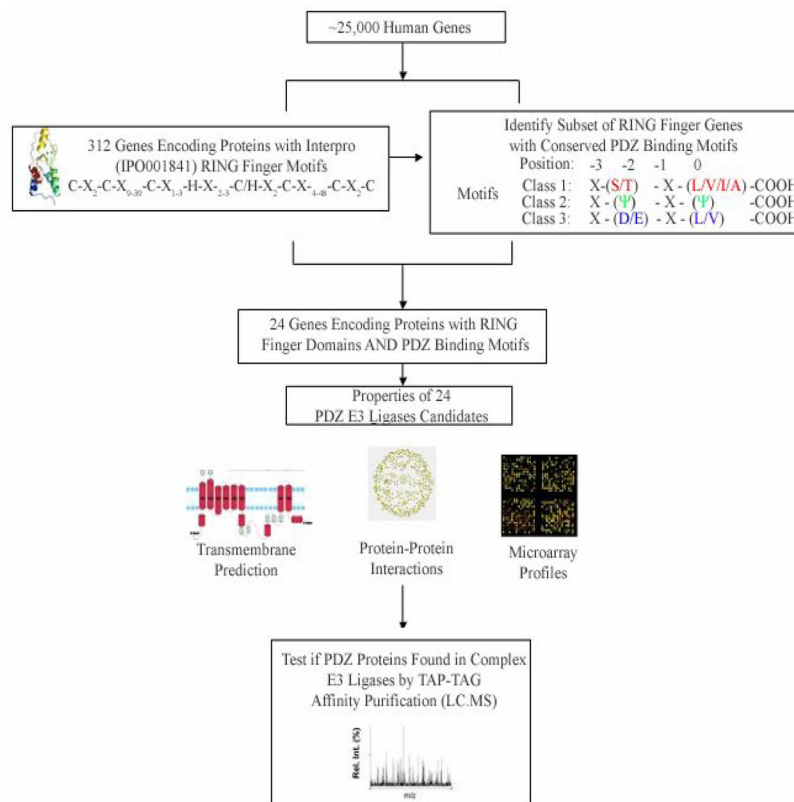 ~25,000 Human Genes
312 Genes Encoding Proteins with Interpro
(IPO001841) RING Finger Motifs
C-X2-C-X9-39-C-X1-3-H-X-2-3-C/H-X2-C-X-4-48-C-X2-C
Identify Subset of RING Finger Genes
with Conserved PDZ Binding Motifs
Position: -3 -2 -1 0
Motifs
Class 1: X-(S/T) - X - (L/V/I/A) -COOH
Class 2: X - (Ψ) - X- (Ψ) -COOH
Class 3: X - (D/E) - X- (L/V) -COOH
24 Genes Encoding Proteins with RING
Finger Domains AND PDZ Binding Motifs
Properties of 24
PDZ E3 Ligases Candidates
Transmembrane
Prediction
Protein-Protein
Interactions
Microarray
Profiles
Test if PDZ Proteins Found in Complex
E3 Ligases by TAP-TAG
Affinity Purification (LC.MS)
Rel. Int. (%)
m/z